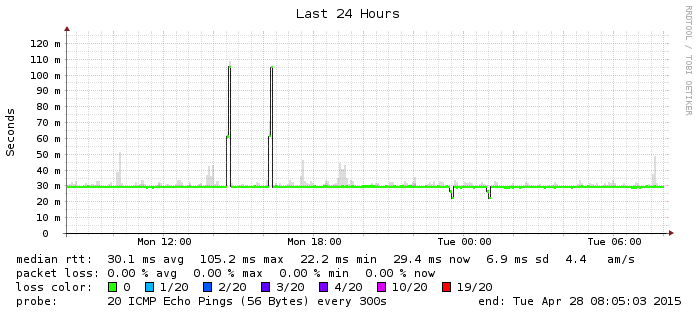 Last 24 Hours
RRDTOOL / TOBI OETIKER
Seconds
120 m
110 m
100 m
90 m
80 m
70 m
60 m
50 m
40 m
30 m
20 m
10 m
0
Mon 12:00 Mon 18:00 Tue 00:00 Tue 06:00
median rtt: 30.1 ms avg 105.2 ms max 22.2 ms min 29.4 ms now 6.9 ms sd 4.4 am/s
packet loss: 0.00 % avg 0.00 % max 0.00 % min 0.00 % now
loss color: 0 1/20 2/20 3/20 4/20 10/20 19/20
probe: 20 ICMP Echo Pings (56 Bytes) every 300s end: Tue Apr 28 08:05:03 2015